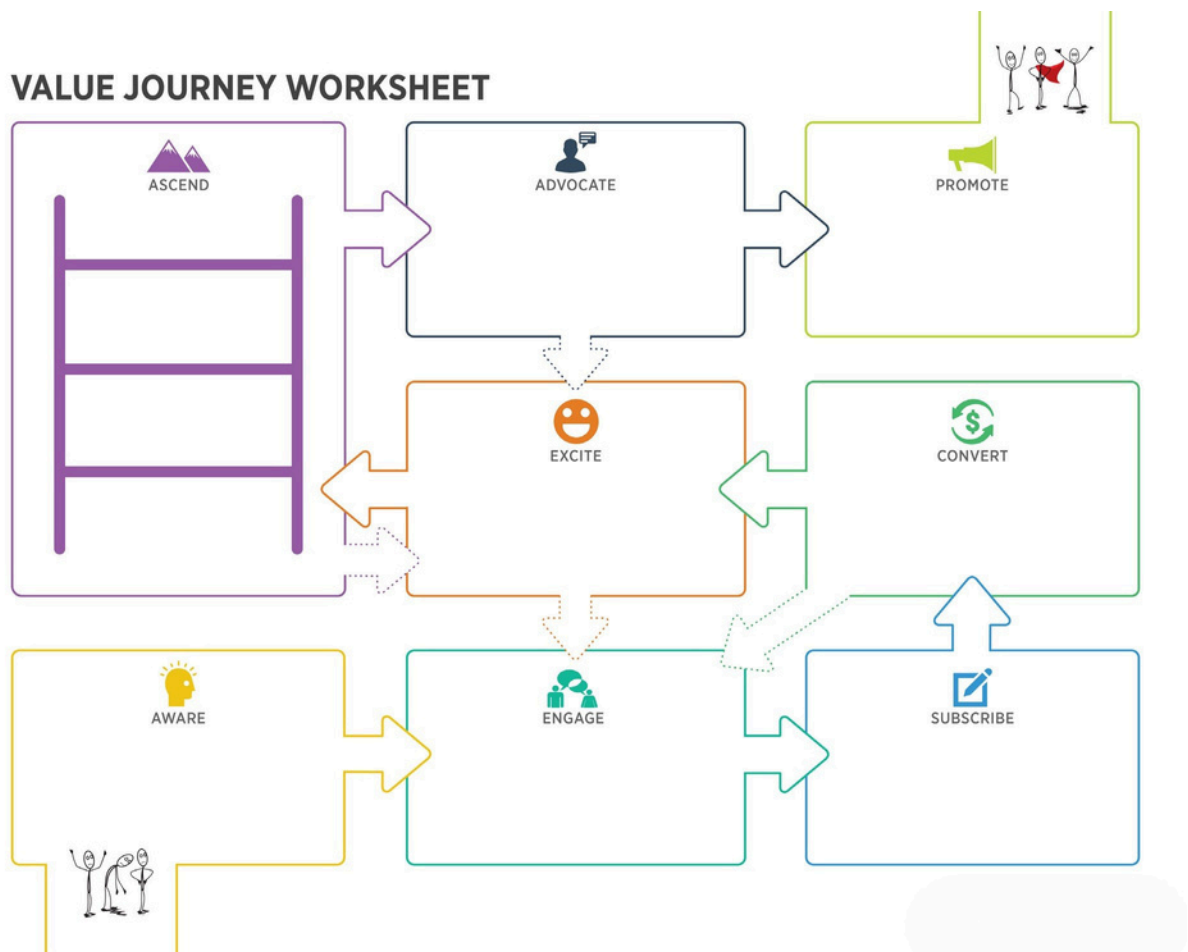 VALUE JOURNEY WORKSHEET
ASCEND
ADVOCATE
PROMOTE
EXCITE
CONVERT
AWARE
ENGAGE
SUBSCRIBE